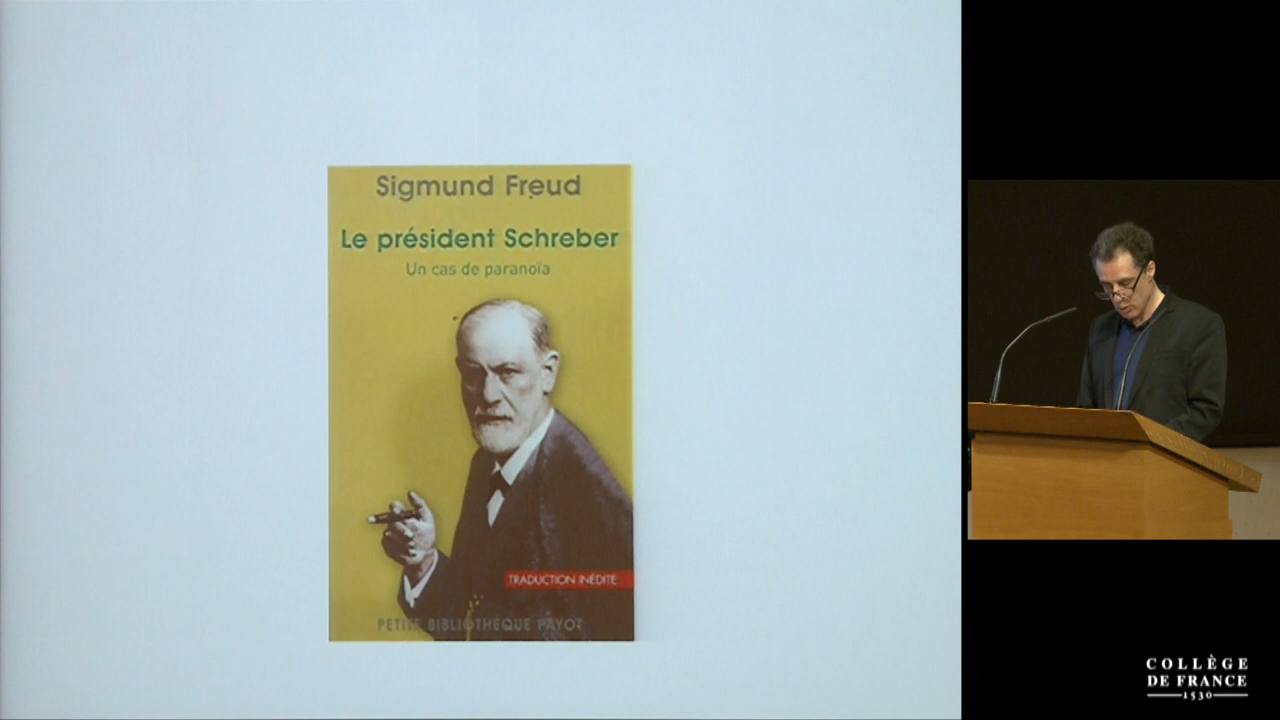 Sigmund Freud
Le président Schreber
Un cas de paranoïa
TRADUCTION INÉDITE
PETITE BIBLIOTHÈQUE PAYOT
COLLÈGE
DE FRANCE
1530